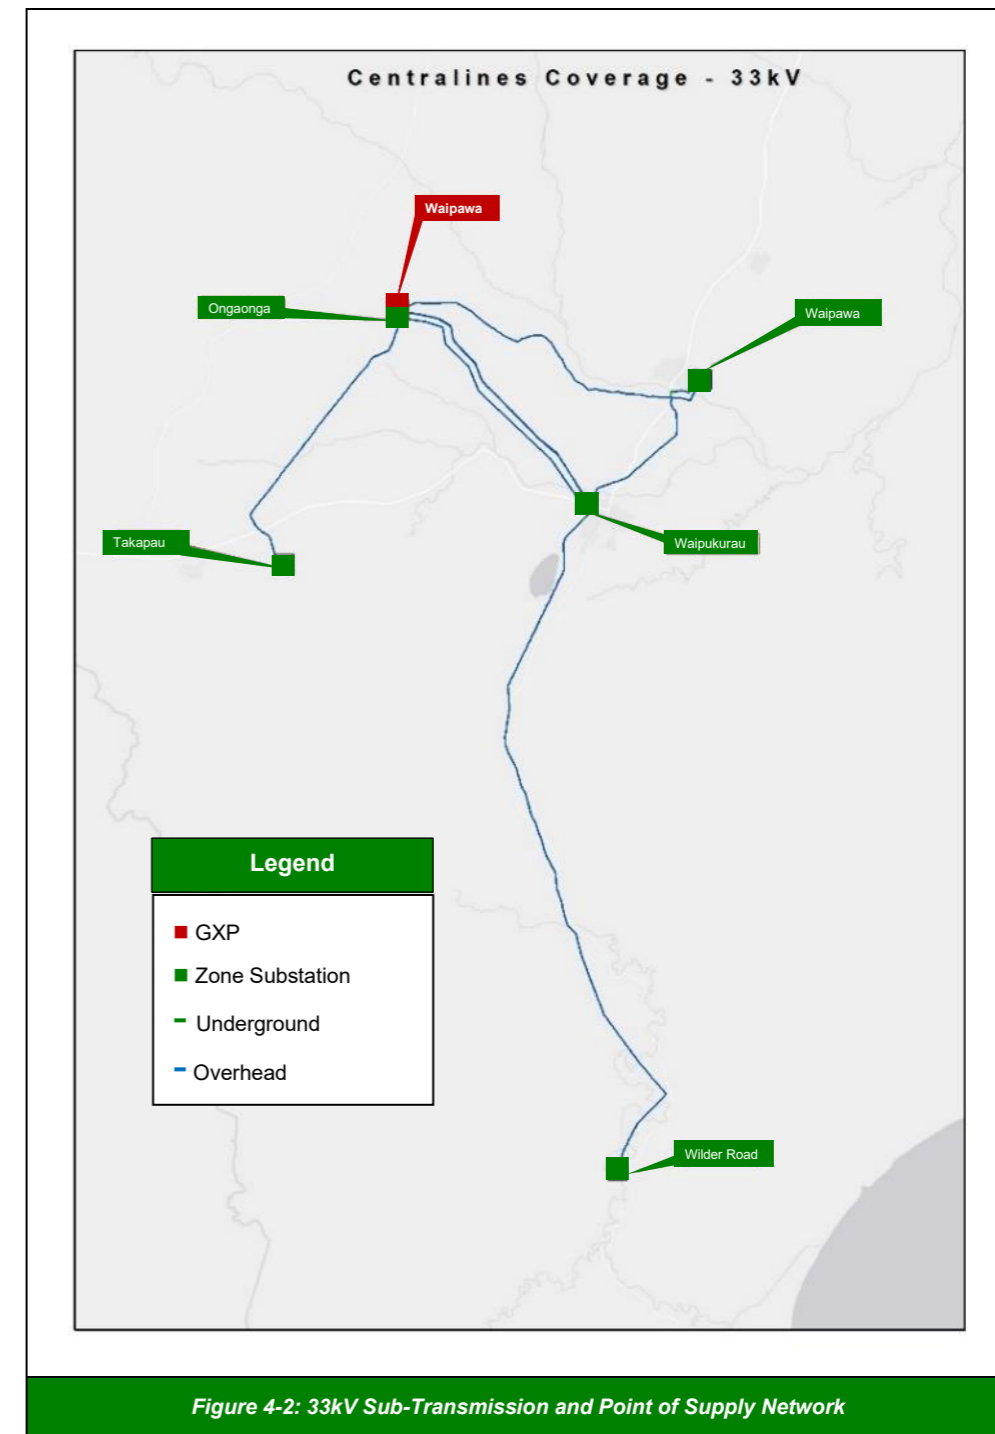 Centralines Coverage - 33kV
Waipawa
Ongaonga
Waipawa
Takapau
Waipukurau
Legend
GXP
Zone Substation
Underground
Overhead
Wilder Road
Figure 4-2: 33kV Sub-Transmission and Point of Supply Network